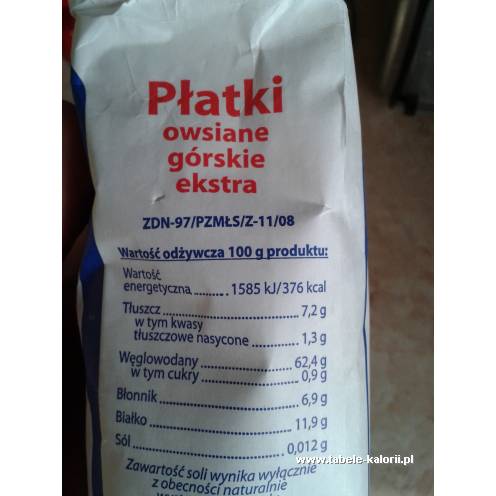 Płatki
owsiane
górskie
ekstra
ZDN-97/PZMŁS/Z-11/08
Wartość odżywcza 100 g produktu:
Wartość
energetyczna ........ 1585 kJ/376 kcal
Tłuszcz ........ 7,2 g
w tym kwasy
tłuszczowe nasycone ........ 1,3 g
Węglowodany ........ 62,4 g
w tym cukry ........ 0,9 g
Błonnik ........ 6,9 g
Białko ........ 11,9 g
Sól ........ 0,012 g
Zawartość soli wynika wyłącznie
z obecności naturalnie
www.tabele-kalorii.pl